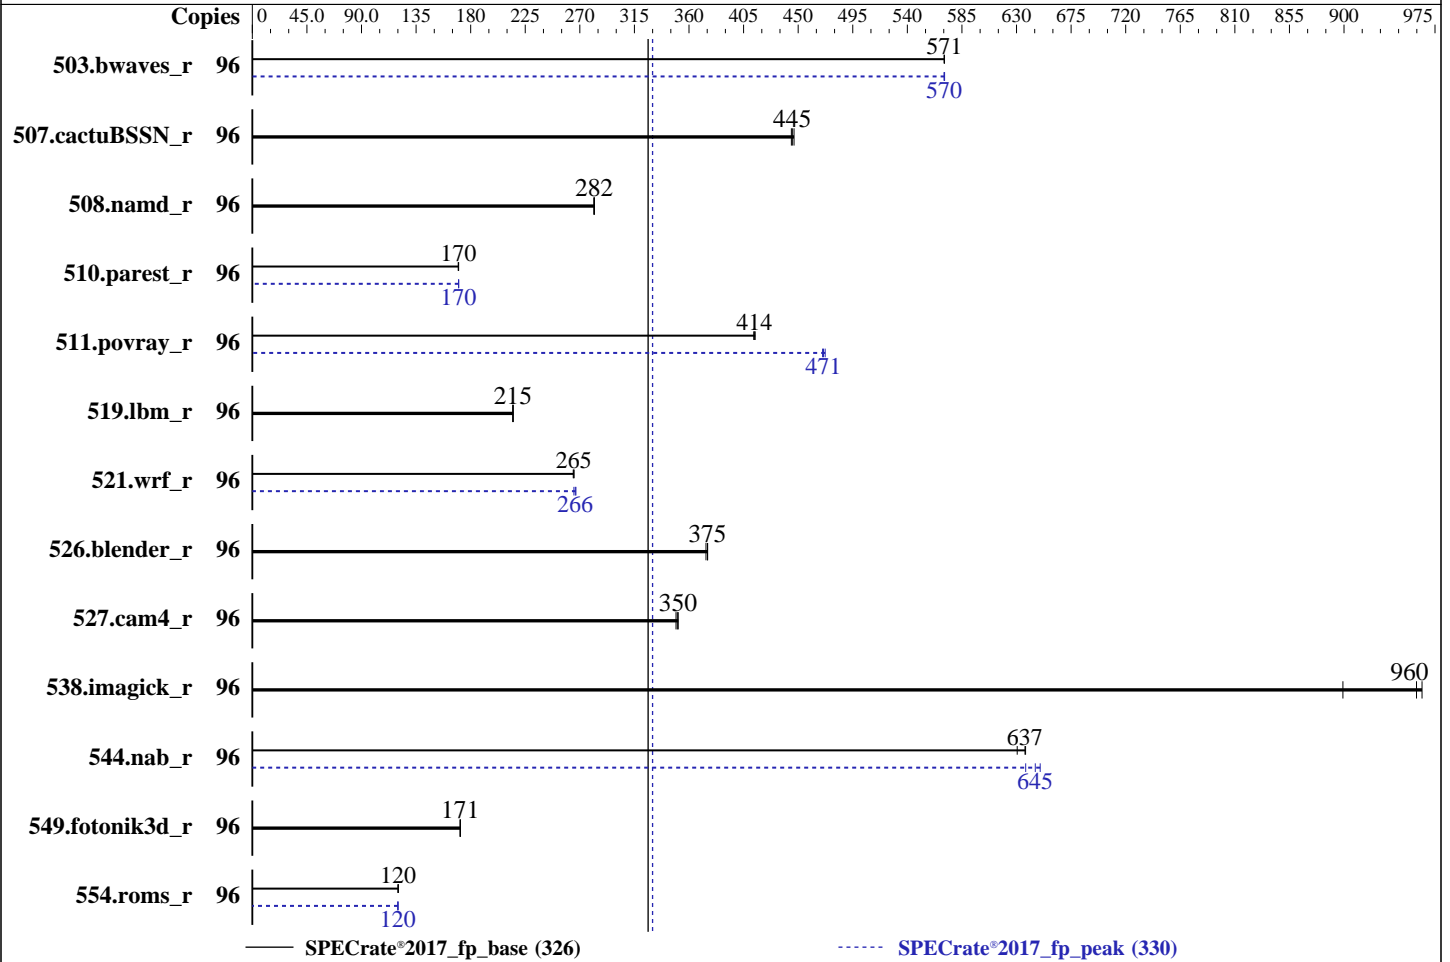 Copies 0 45.0 90.0 135 180 225 270 315 360 405 450 495 540 585 630 675 720 765 810 855 900 975
503.bwaves_r 96 571
570
507.cactuBSSN_r 96 445
508.namd_r 96 282
510.parest_r 96 170
170
511.povray_r 96 414
471
519.lbm_r 96 215
521.wrf_r 96 265
266
526.blender_r 96 375
527.cam4_r 96 350
538.imagick_r 96 960
544.nab_r 96 637
645
549.fotonik3d_r 96 171
554.roms_r 96 120
120
SPECrate®2017_fp_base (326) SPECrate®2017_fp_peak (330)